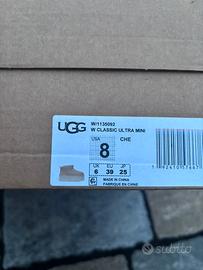 UGG
W/1135092
W CLASSIC ULTRA MINI
USA
8
CHE
UK
EU
JP
6
39
25
MADE IN CHINA
FABRIQUE EN CHINE
subito